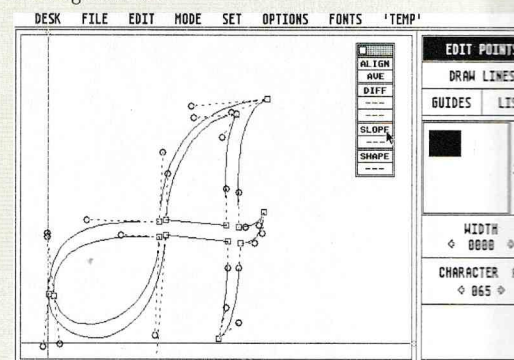 DESK FILE EDIT MODE SET OPTIONS FONTS 'TEMP'
ALIGN
AVE
DIFF
---
---
SLOPE
---
SHAPE
---
EDIT POINTS
DRAW LINES
GUIDES
WIDTH
0000
CHARACTER
065